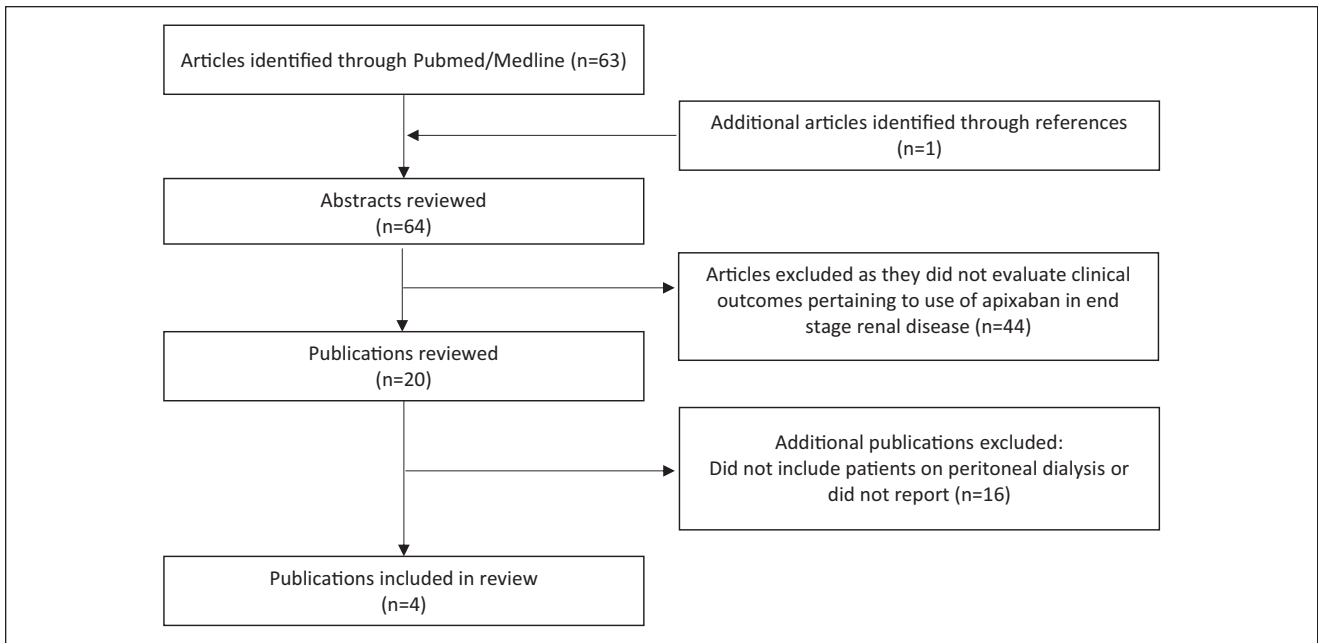 Articles identified through Pubmed/Medline (n=63)
Additional articles identified through references
(n=1)
Abstracts reviewed
(n=64)
Articles excluded as they did not evaluate clinical
outcomes pertaining to use of apixaban in end
stage renal disease (n=44)
Publications reviewed
(n=20)
Additional publications excluded:
Did not include patients on peritoneal dialysis or
did not report (n=16)
Publications included in review
(n=4)